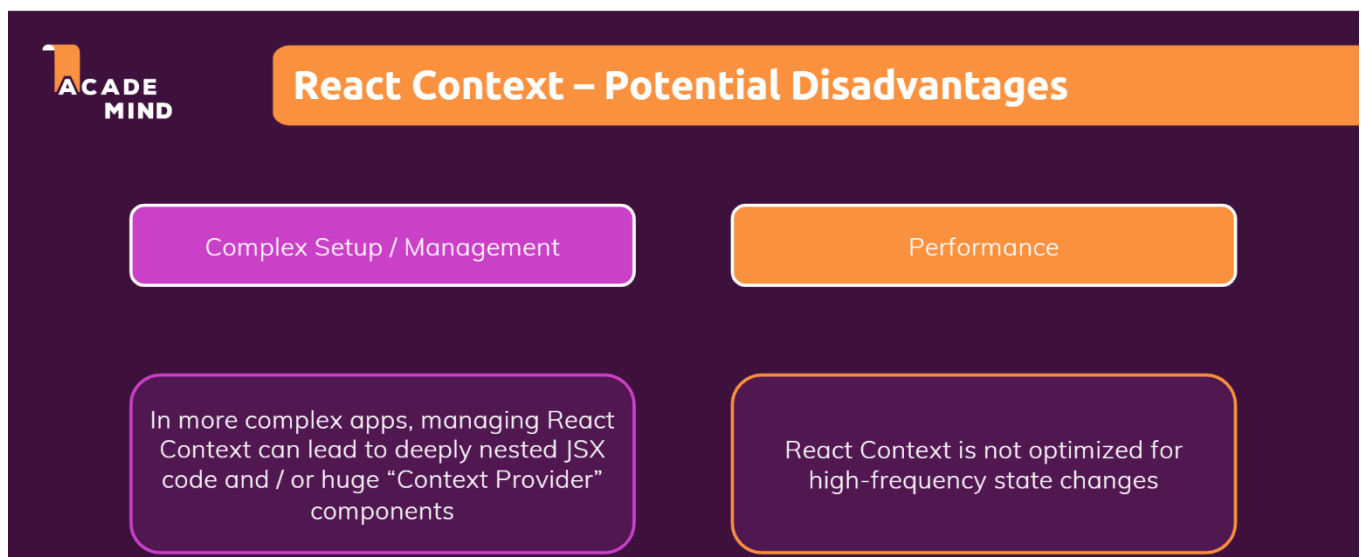 ACADE
MIND
React Context – Potential Disadvantages
Complex Setup / Management
Performance
In more complex apps, managing React
Context can lead to deeply nested JSX
code and / or huge “Context Provider”
components
React Context is not optimized for
high-frequency state changes